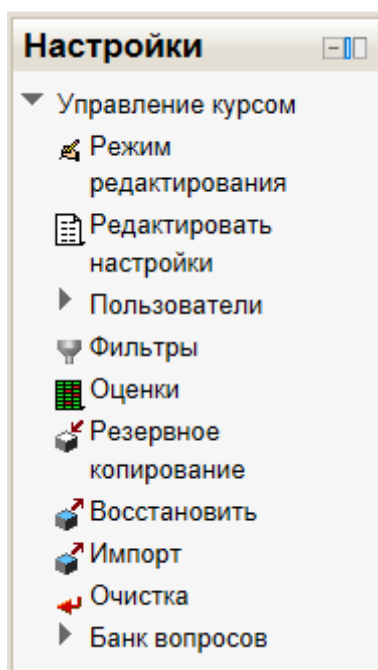 Настройки
Управление курсом
Режим
редактирования
Редактировать
настройки
Пользователи
Фильтры
Оценки
Резервное
копирование
Восстановить
Импорт
Очистка
Банк вопросов